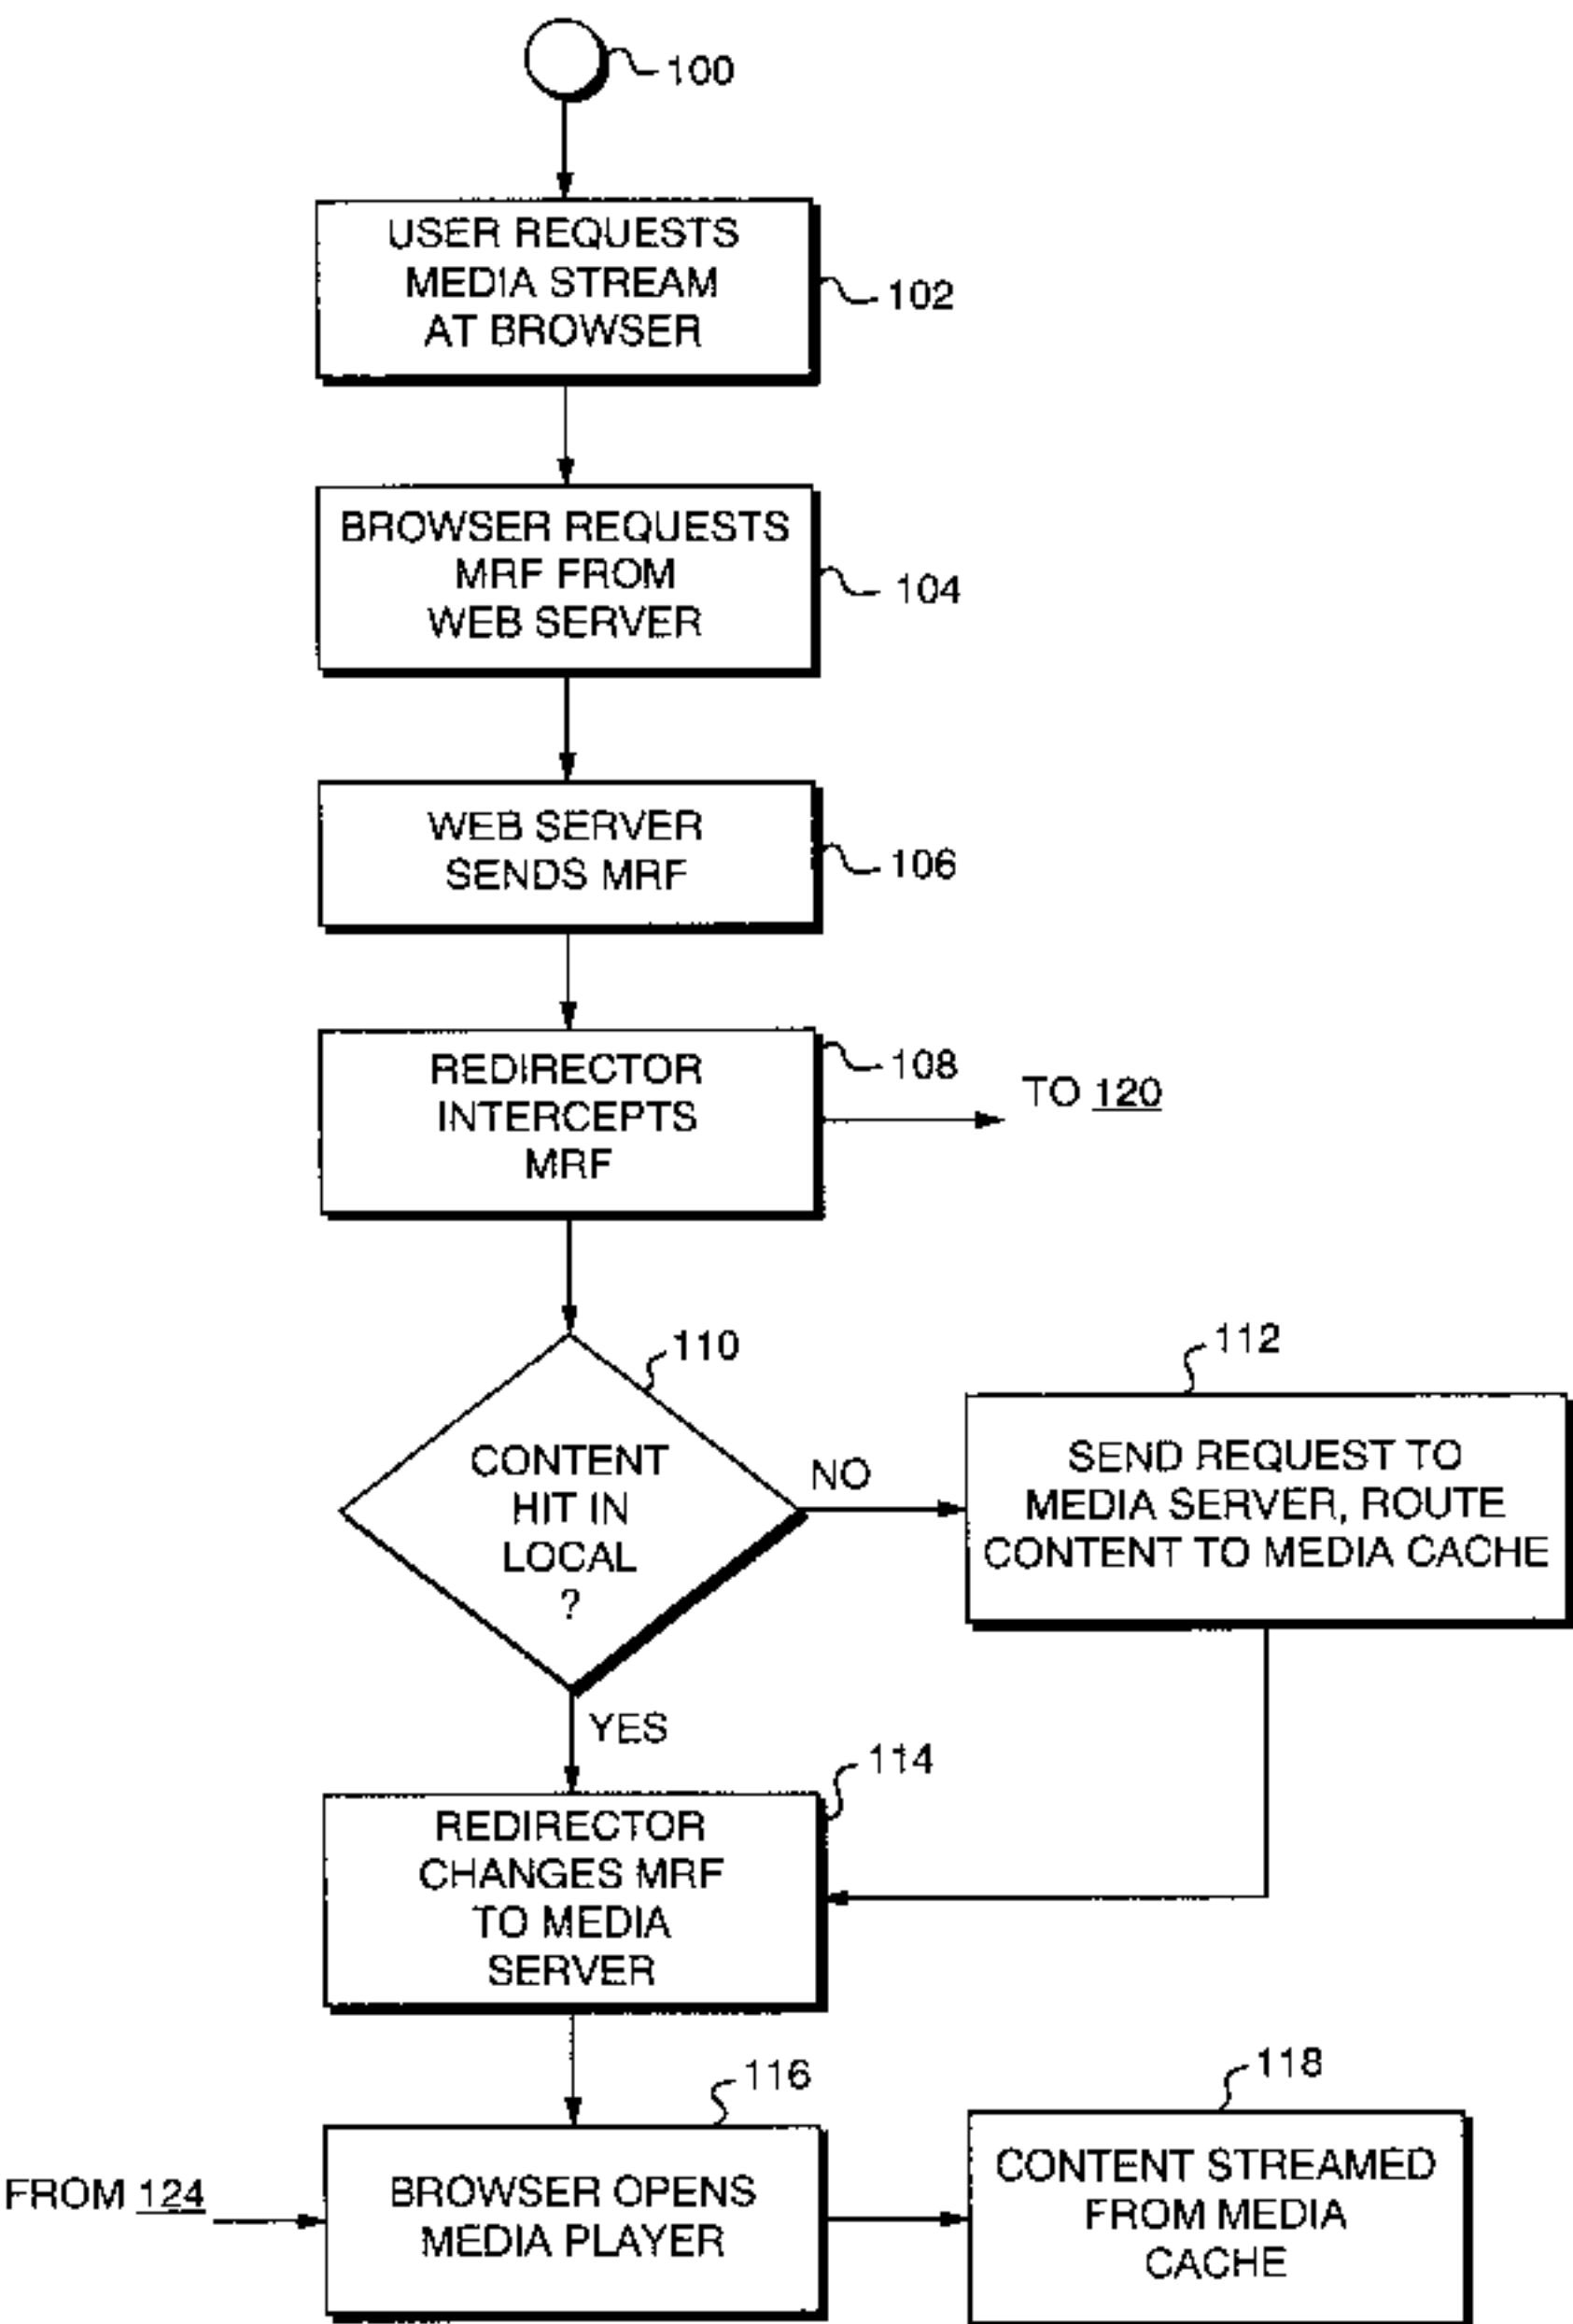 100
USER REQUESTS
MEDIA STREAM
AT BROWSER
102
BROWSER REQUESTS
MRF FROM
WEB SERVER
104
WEB SERVER
SENDS MRF
106
REDIRECTOR
INTERCEPTS
MRF
108
TO 120
CONTENT
HIT IN
LOCAL
?
110
NO
112
SEND REQUEST TO
MEDIA SERVER, ROUTE
CONTENT TO MEDIA CACHE
YES
114
REDIRECTOR
CHANGES MRF
TO MEDIA
SERVER
116
FROM 124
BROWSER OPENS
MEDIA PLAYER
118
CONTENT STREAMED
FROM MEDIA
CACHE